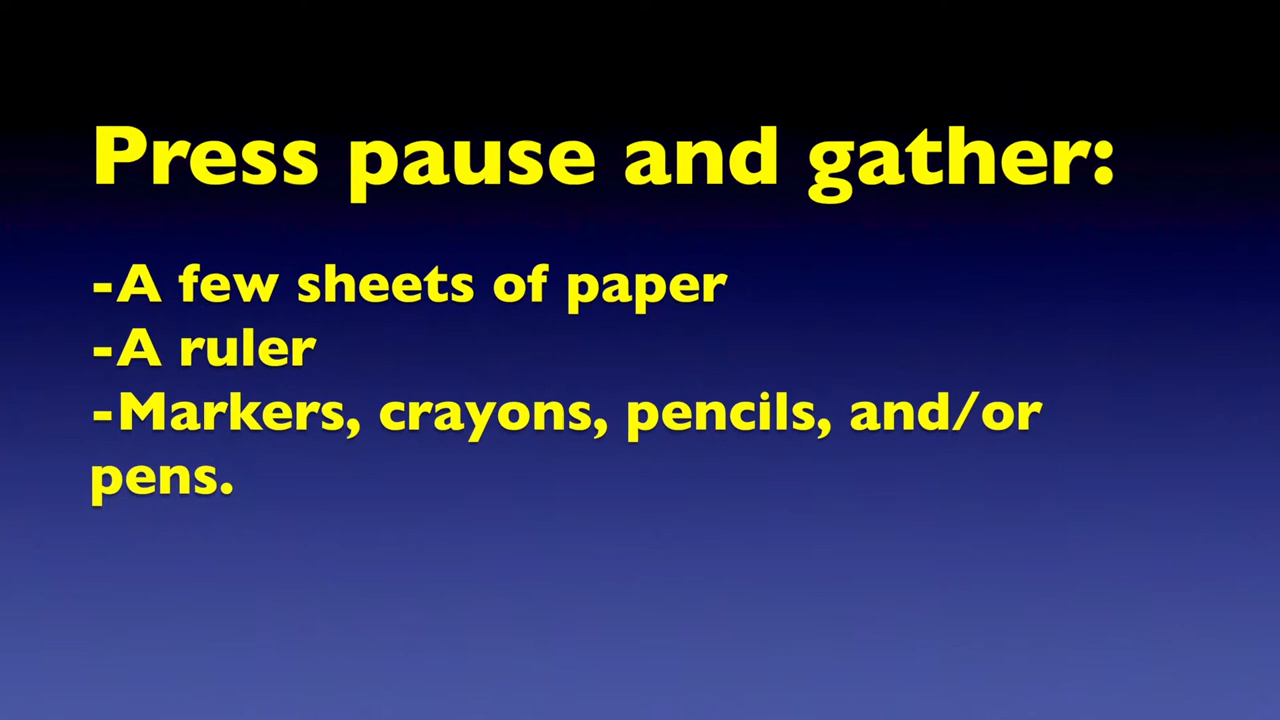 Press pause and gather:
-A few sheets of paper
-A ruler
-Markers, crayons, pencils, and/or
pens.